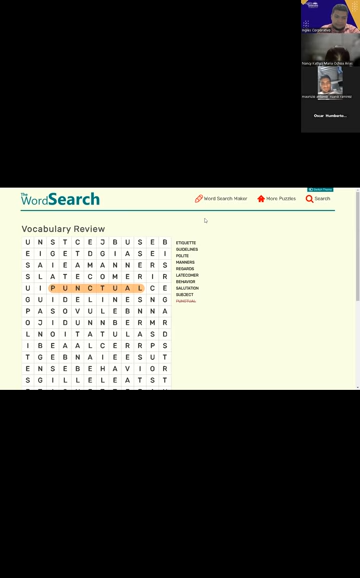 Oscar Humberto...
The
WordSearch
Word Search Maker
More Puzzles
Search
Vocabulary Review
U N S T C E J B U S E B
E I G E T D G I A S E I
S A I E A M A N N E R S
S L A T E C O M E R I R
U I P U N C T U A L C E
G U I D E L I N E S N G
P A S O V U L E B N N A
O J I D U N N B E R M R
L N O I T A T U L A S D
I B E A A L C E R R P S
T G E B N A I E E S U T
E N S E B E H A V I O R
S G I L L E L E A T S T
ETIQUETTE
GUIDELINES
POLITE
MANNERS
REGARDS
LATECOMER
BEHAVIOR
SALUTATION
SUBJECT
PUNCTUAL